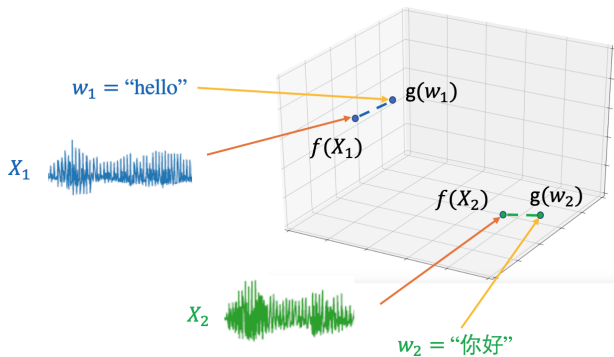 w₁ = “hello”
g(w₁)
f(X₁)
X₁
f(X₂)
g(w₂)
X₂
w₂ = “你好”